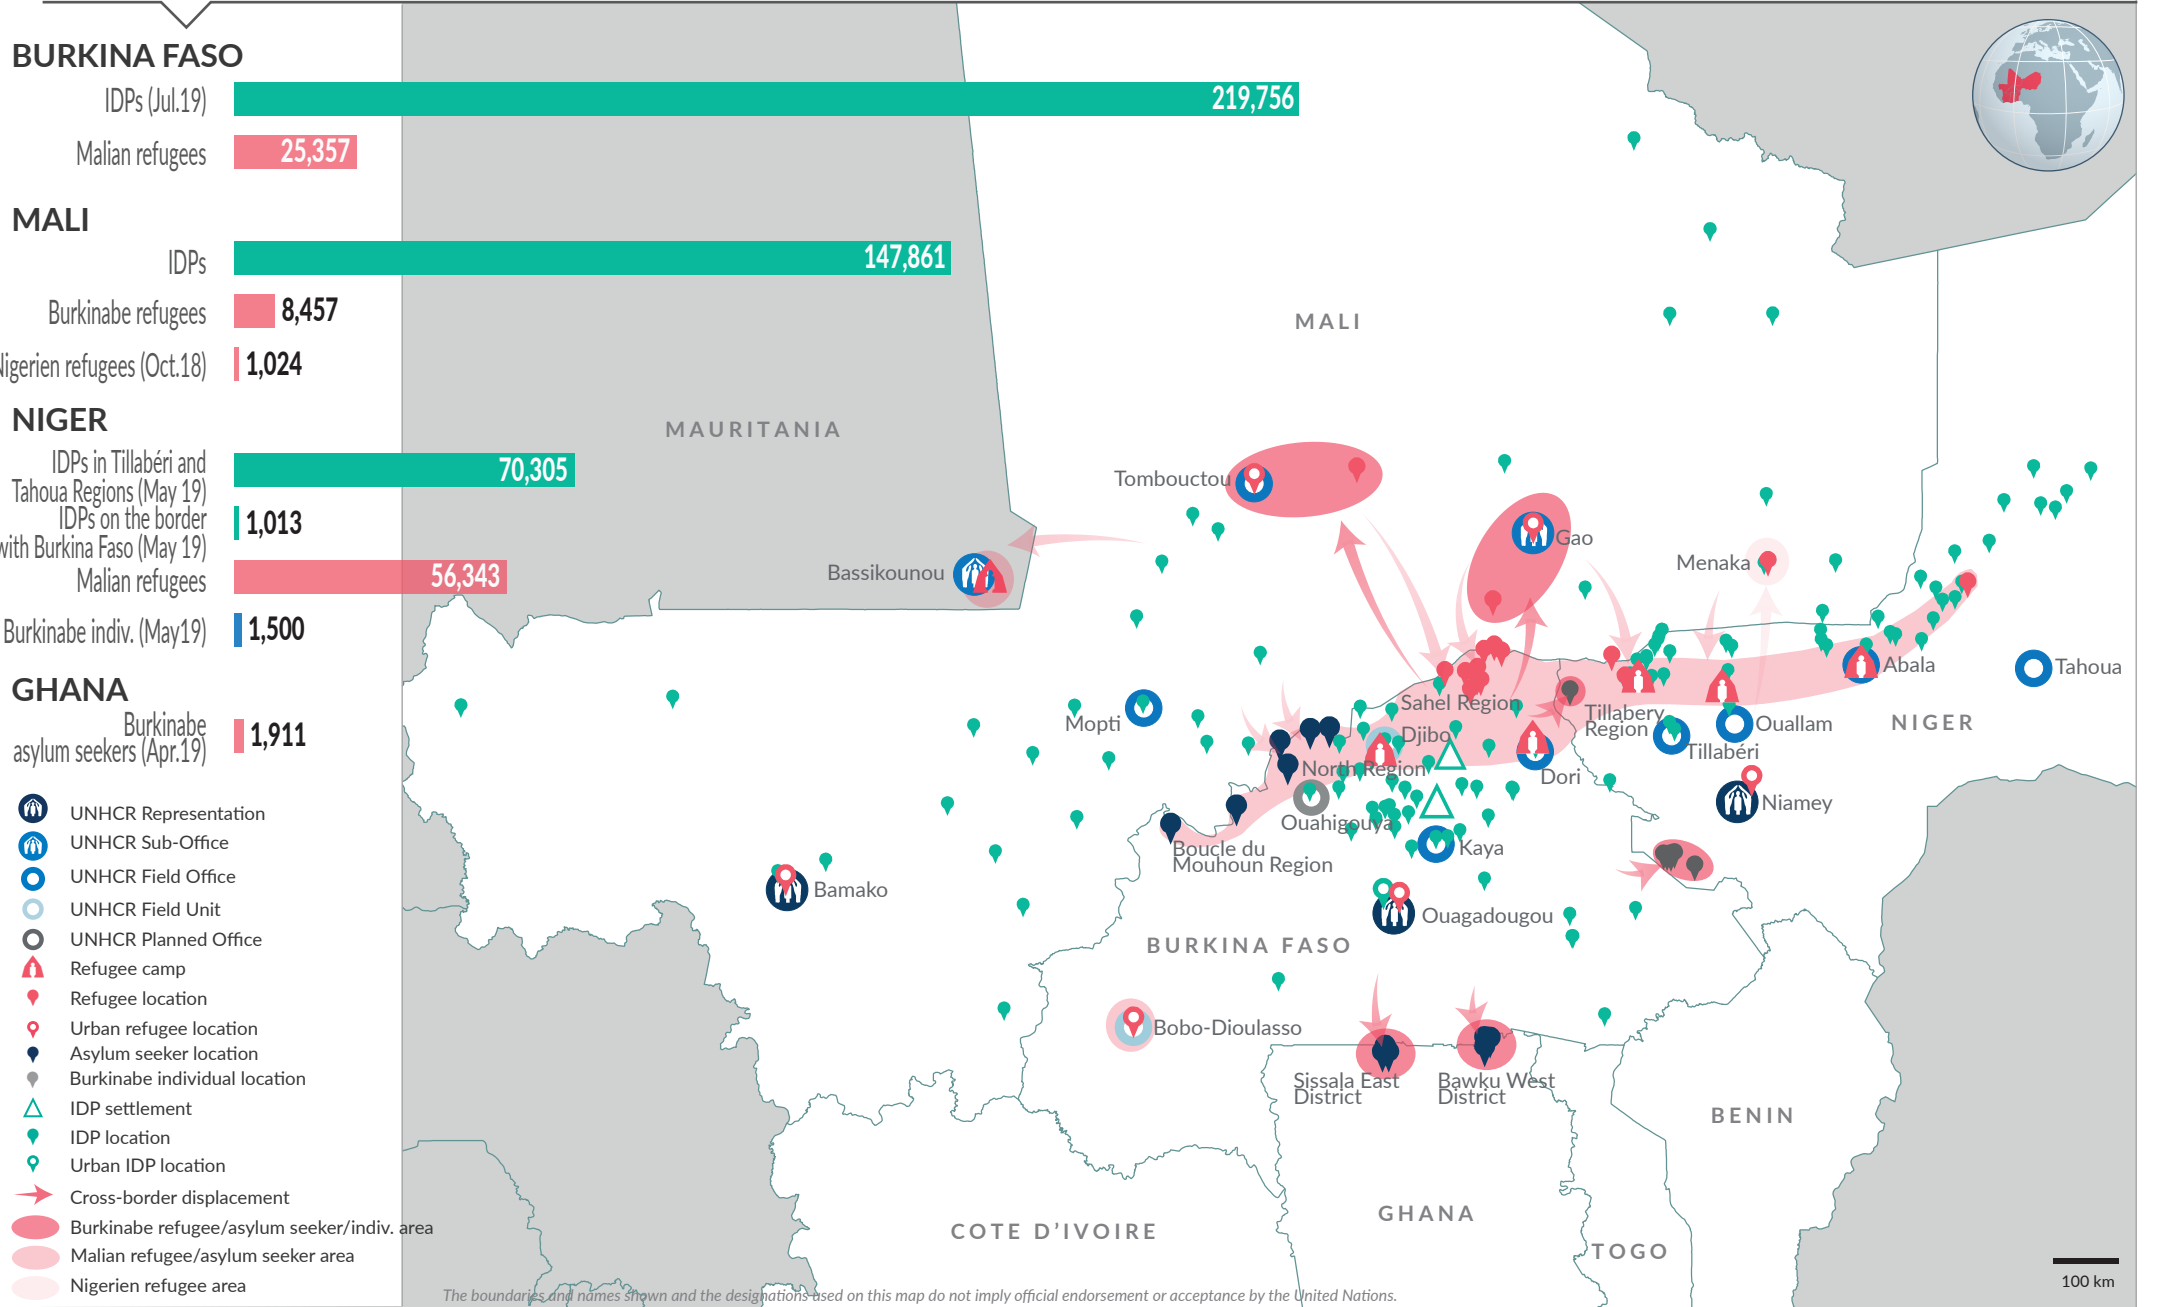 BURKINA FASO
IDPs (Jul.19)
219,756
Malian refugees
25,357
MALI
IDPs
147,861
Burkinabe refugees
8,457
Nigerien refugees (Oct.18)
1,024
NIGER
IDPs in Tillabéri and
Tahoua Regions (May 19)
70,305
IDPs on the border
with Burkina Faso (May 19)
1,013
Malian refugees
56,343
Burkinabe indiv. (May19)
1,500
GHANA
Burkinabe
asylum seekers (Apr.19)
1,911
UNHCR Representation
UNHCR Sub-Office
UNHCR Field Office
UNHCR Field Unit
UNHCR Planned Office
Refugee camp
Refugee location
Urban refugee location
Asylum seeker location
Burkinabe individual location
IDP settlement
IDP location
Urban IDP location
Cross-border displacement
Burkinabe refugee/asylum seeker/indiv. area
Malian refugee/asylum seeker area
Nigerien refugee area
MALI
MAURITANIA
Tombouctou
Gao
Menaka
Bassikounou
Abala
Tahoua
Mopti
Sahel Region
Djibo
Tillabery
Region
Ouallam
NIGER
Tillabéri
North Region
Dori
Niamey
Ouahigouya
Boucle du
Mouhoun Region
Kaya
Bamako
Ouagadougou
BURKINA FASO
Bobo-Dioulasso
Sissala East
District
Bawku West
District
BENIN
GHANA
COTE D'IVOIRE
TOGO
100 km
The boundaries and names shown and the designations used on this map do not imply official endorsement or acceptance by the United Nations.